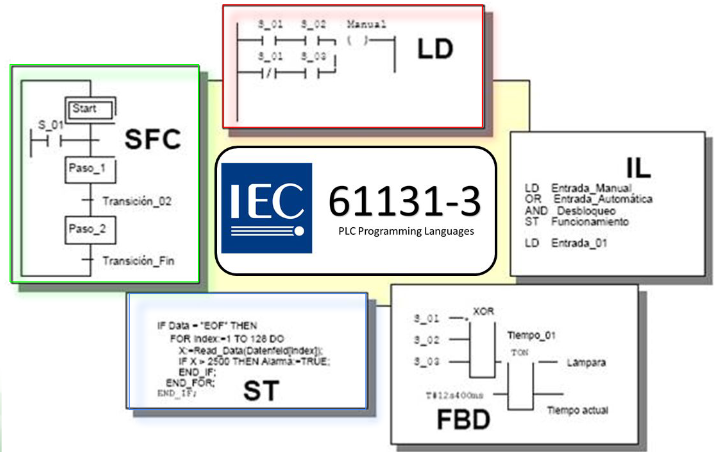 S_01 S_02 Manual
( )
S_01 S_03
/
LD
Start
S_01
SFC
Paso_1
Transición_02
Paso_2
Transición_Fin
IEC 61131-3
PLC Programming Languages
IL
LD Entrada_Manual
OR Entrada_Automática
AND Desbloqueo
ST Funcionamiento
LD Entrada_01
IF Data = "EOF" THEN
FOR Index:=1 TO 128 DO
X:=Read_Data(Datenfeld[index]);
IF X > 2500 THEN Alarma:=TRUE;
END_IF;
END_FOR;
END_IF;
ST
XOR
S_01
S_02
S_03
Tiempo_01
TON
Lámpara
T#12s400ms
Tiempo actual
FBD